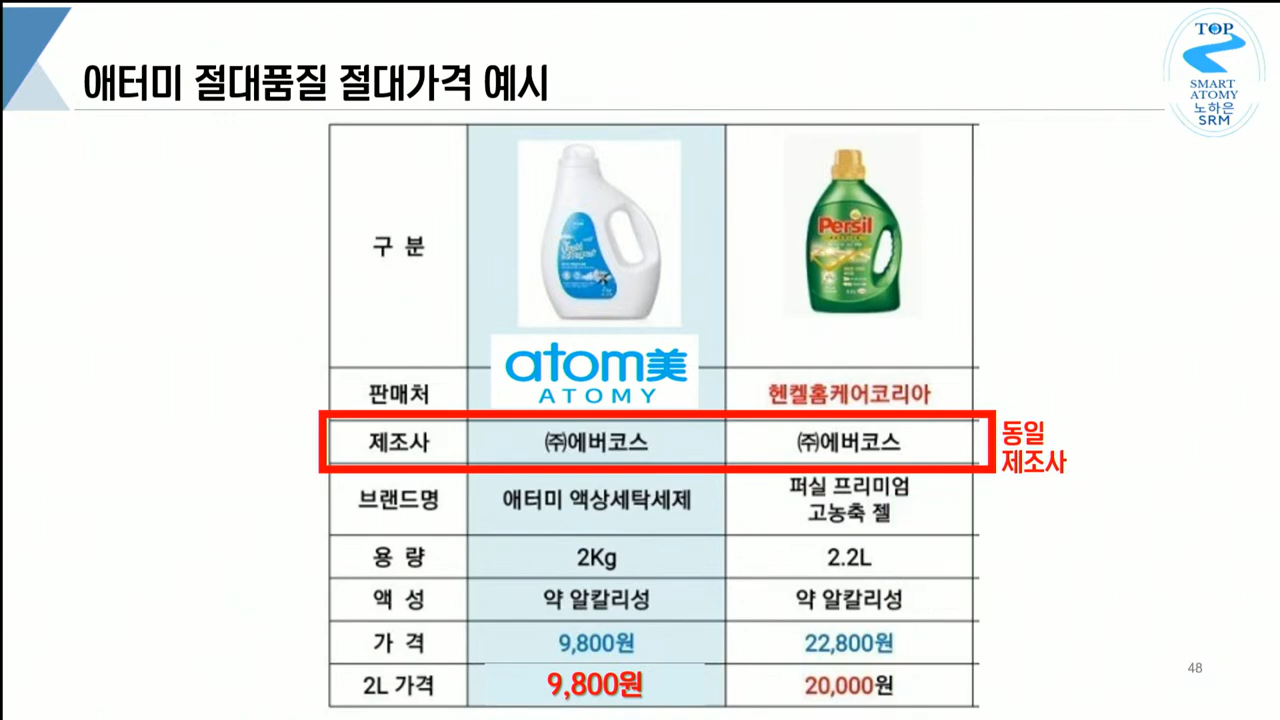 애터미 절대품질 절대가격 예시
TOP
SMART
ATOMY
노하은
SRM
구 분
Persil
판매처
atom美
ATOMY
헨켈홈케어코리아
제조사
㈜에버코스
㈜에버코스
동일
제조사
브랜드명
애터미 액상세탁세제
퍼실 프리미엄
고농축 젤
용 량
2Kg
2.2L
액 성
약 알칼리성
약 알칼리성
가 격
9,800원
22,800원
2L 가격
9,800원
20,000원
48